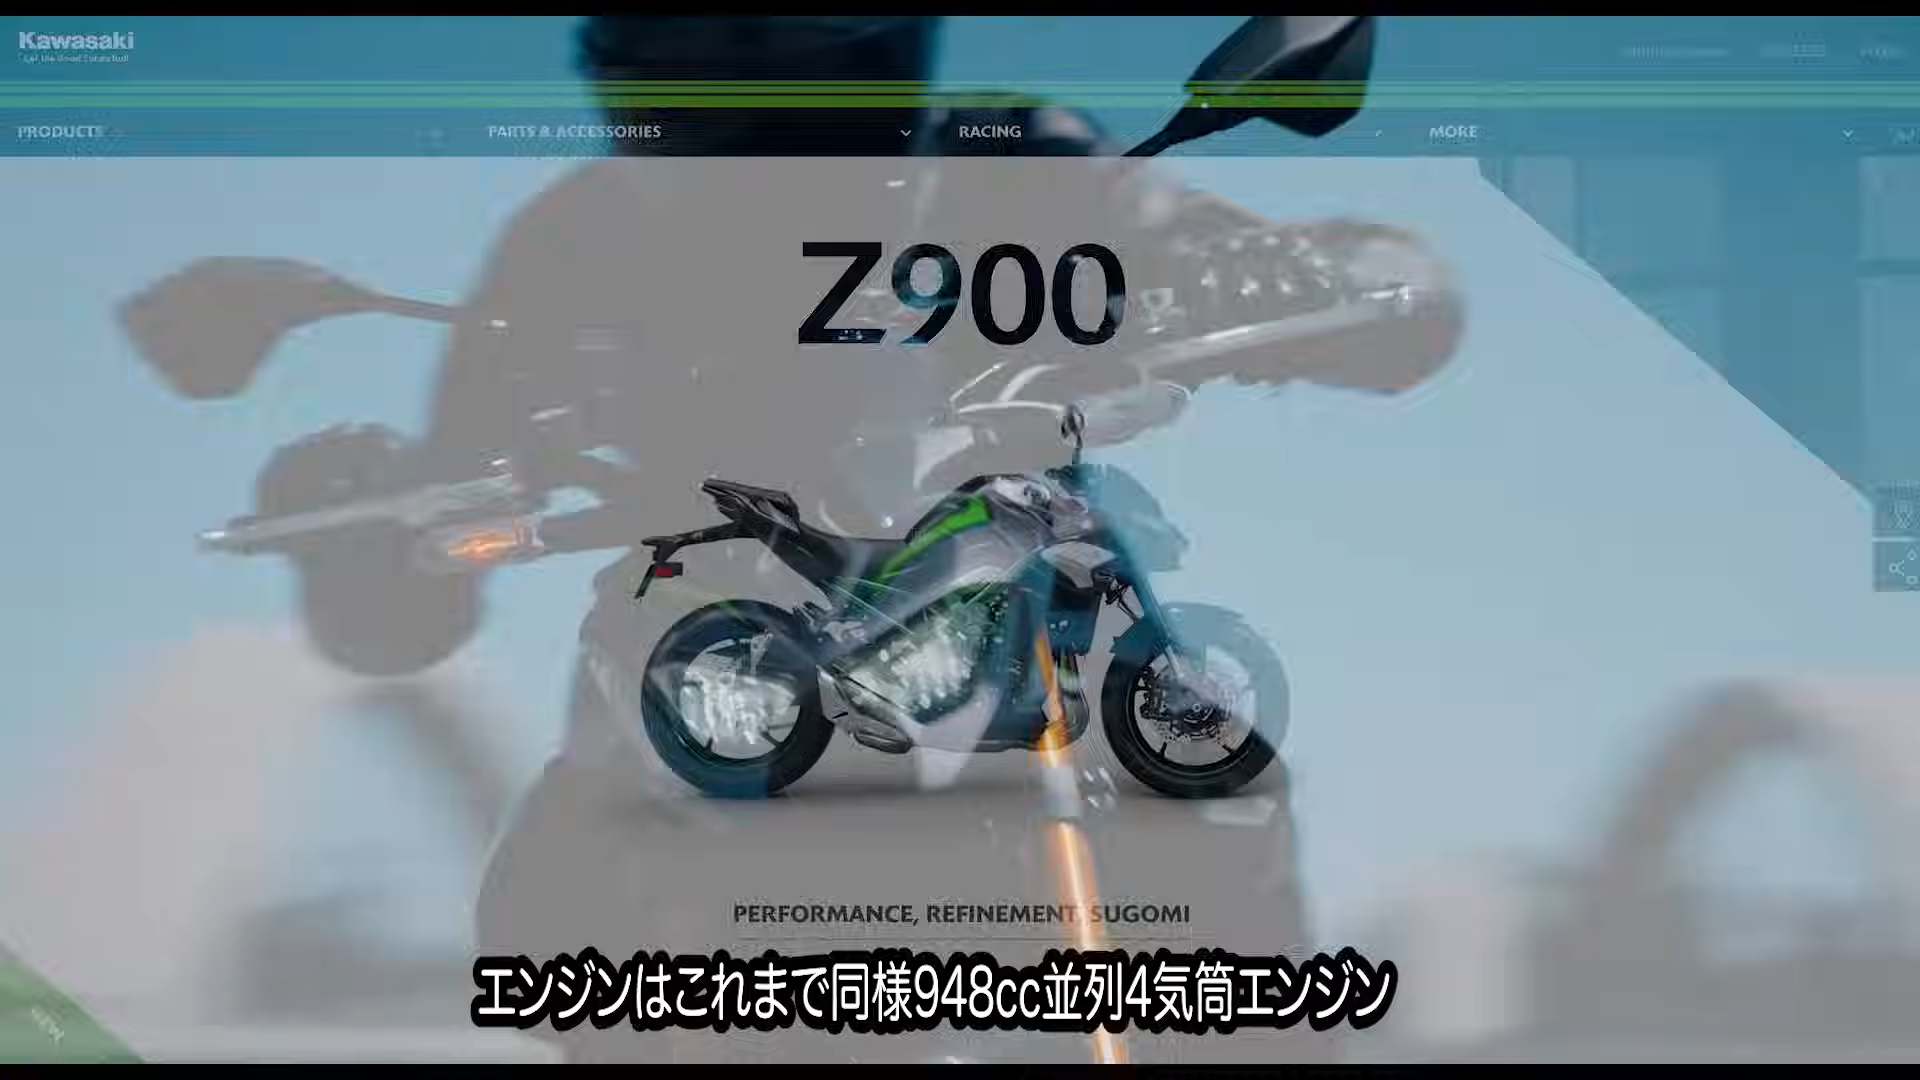 Kawasaki
PRODUCTS
PARTS & ACCESSORIES
RACING
MORE
Z900
PERFORMANCE, REFINEMENT, SUGOMI
エンジンはこれまで同様948cc並列4気筒エンジン